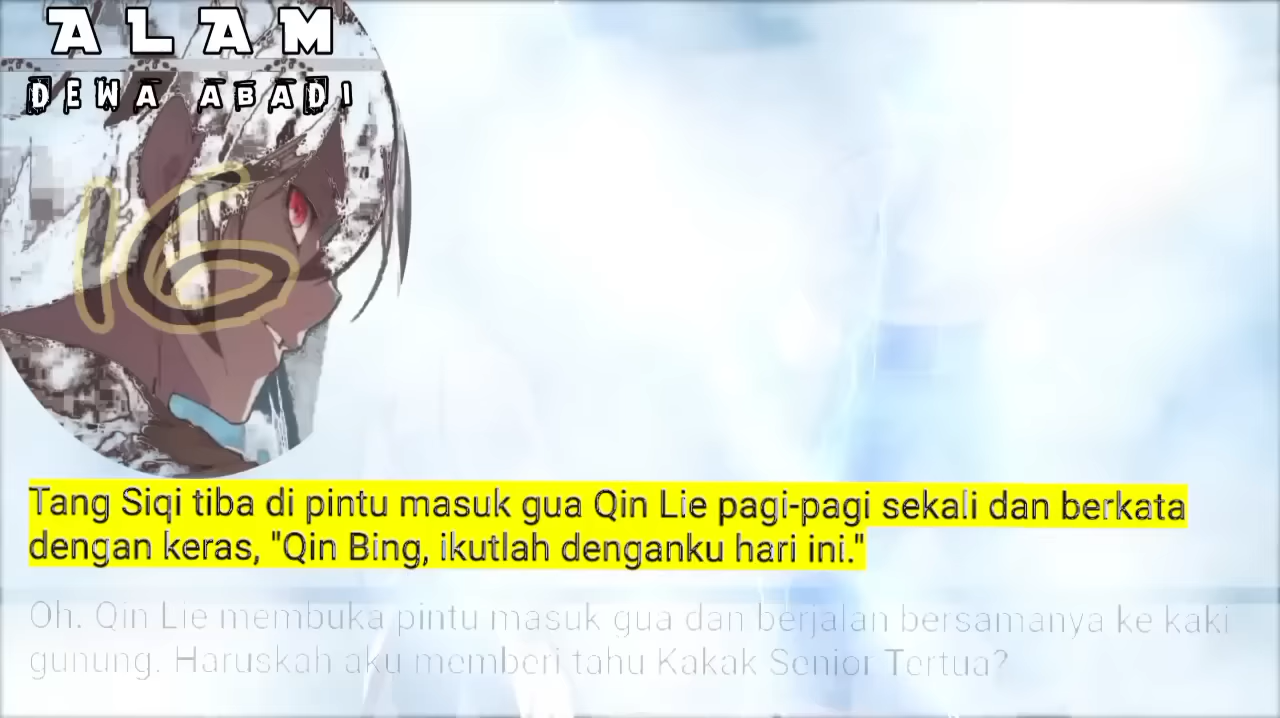 ALAM
DEWA ABADI
16
Tang Siqi tiba di pintu masuk gua Qin Lie pagi-pagi sekali dan berkata
dengan keras, "Qin Bing, ikutlah denganku hari ini."
Oh. Qin Lie membuka pintu masuk gua dan berjalan bersamanya ke kaki
gunung. Haruskah aku memberi tahu Kakak Senior Tertua?